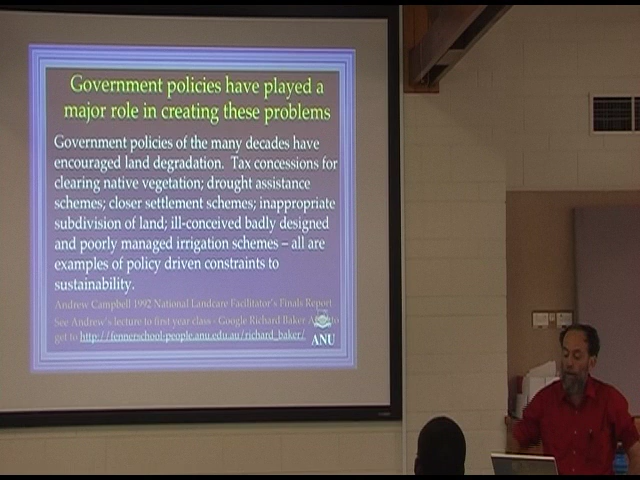 Government policies have played a
major role in creating these problems
Government policies of the many decades have
encouraged land degradation. Tax concessions for
clearing native vegetation; drought assistance
schemes; closer settlement schemes; inappropriate
subdivision of land; ill-conceived badly designed
and poorly managed irrigation schemes – all are
examples of policy driven constraints to
sustainability.
Andrew Campbell 1992 National Landcare Facilitator's Finals Report
See Andrew's lecture to first year class - Google Richard Baker to
get to http://fennerschool-people.anu.edu.au/richard_baker/
ANU